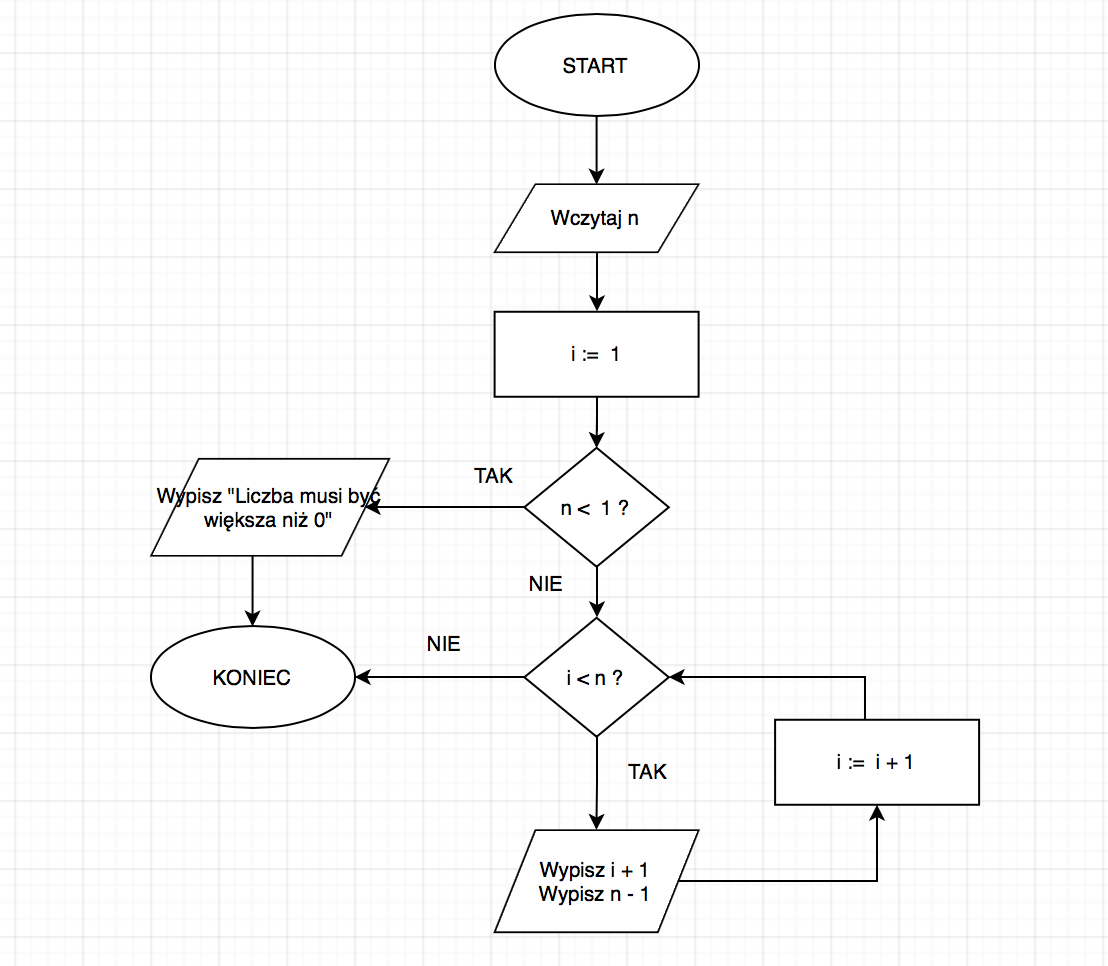 START
Wczytaj n
i := 1
TAK
n < 1 ?
Wypisz "Liczba musi być
większa niż 0"
NIE
NIE
i < n ?
KONIEC
TAK
i := i + 1
Wypisz i + 1
Wypisz n - 1